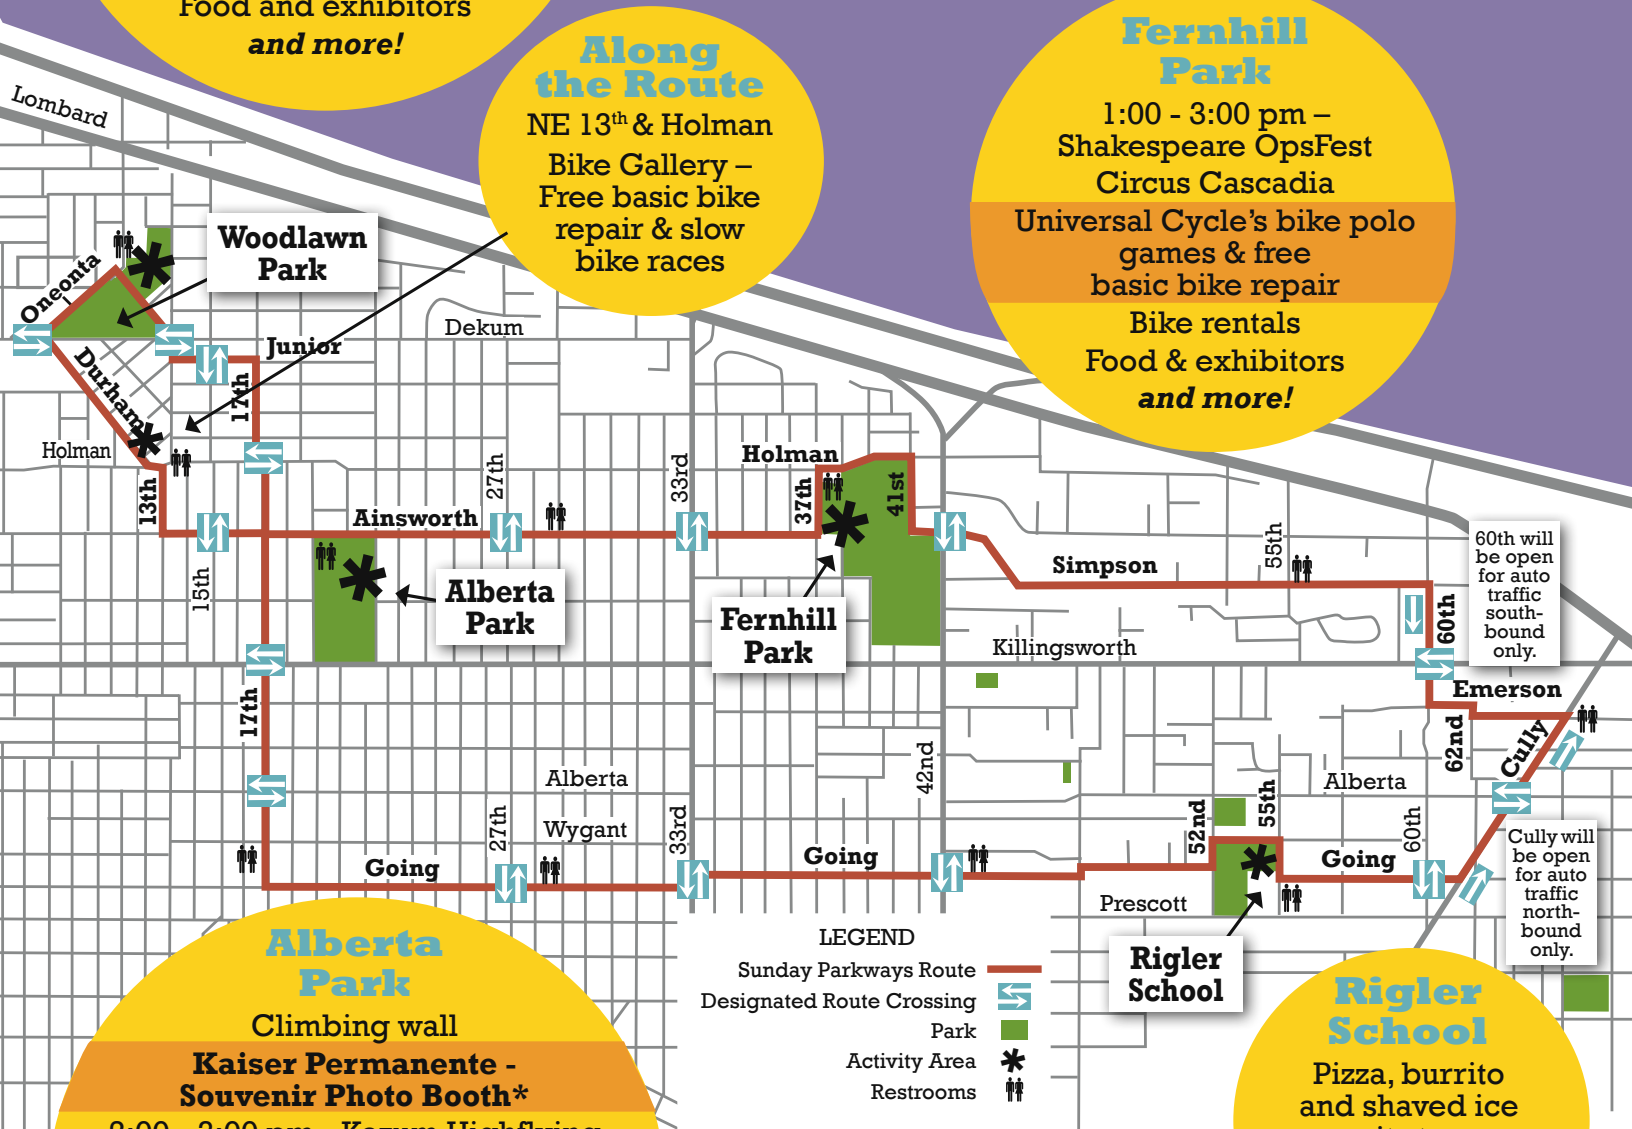 Food and exhibitors
and more!
Along
the Route
NE 13th & Holman
Bike Gallery –
Free basic bike
repair & slow
bike races
Fernhill
Park
1:00 - 3:00 pm –
Shakespeare OpsFest
Circus Cascadia
Universal Cycle's bike polo
games & free
basic bike repair
Bike rentals
Food & exhibitors
and more!
Lombard
Woodlawn
Park
Oneonta
Dekum
Junior
Durham
17th
Holman
13th
15th
Ainsworth
27th
33rd
Holman
37th
41st
Alberta
Park
Fernhill
Park
Simpson
55th
60th will
be open
for auto
traffic
south-
bound
only.
60th
Killingsworth
Emerson
62nd
Cully
17th
Alberta
Wygant
27th
33rd
42nd
Going
Going
52nd
55th
Alberta
60th
Going
Prescott
Cully will
be open
for auto
traffic
north-
bound
only.
Rigler
School
LEGEND
Sunday Parkways Route
Designated Route Crossing
Park
Activity Area
Restrooms
Alberta
Park
Climbing wall
Kaiser Permanente -
Souvenir Photo Booth*
Rigler
School
Pizza, burrito
and shaved ice